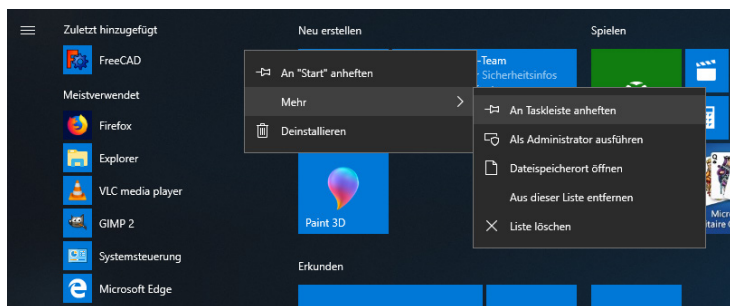 Zuletzt hinzugefügt
FreeCAD
Meistverwendet
Firefox
Explorer
VLC media player
GIMP 2
Systemsteuerung
Microsoft Edge
Neu erstellen
-Team
Sicherheitsinfos
An "Start" anheften
Mehr
Deinstallieren
An Taskleiste anheften
Als Administrator ausführen
Dateispeicherort öffnen
Aus dieser Liste entfernen
Liste löschen
Paint 3D
Erkunden
Spielen
Micr
itaire